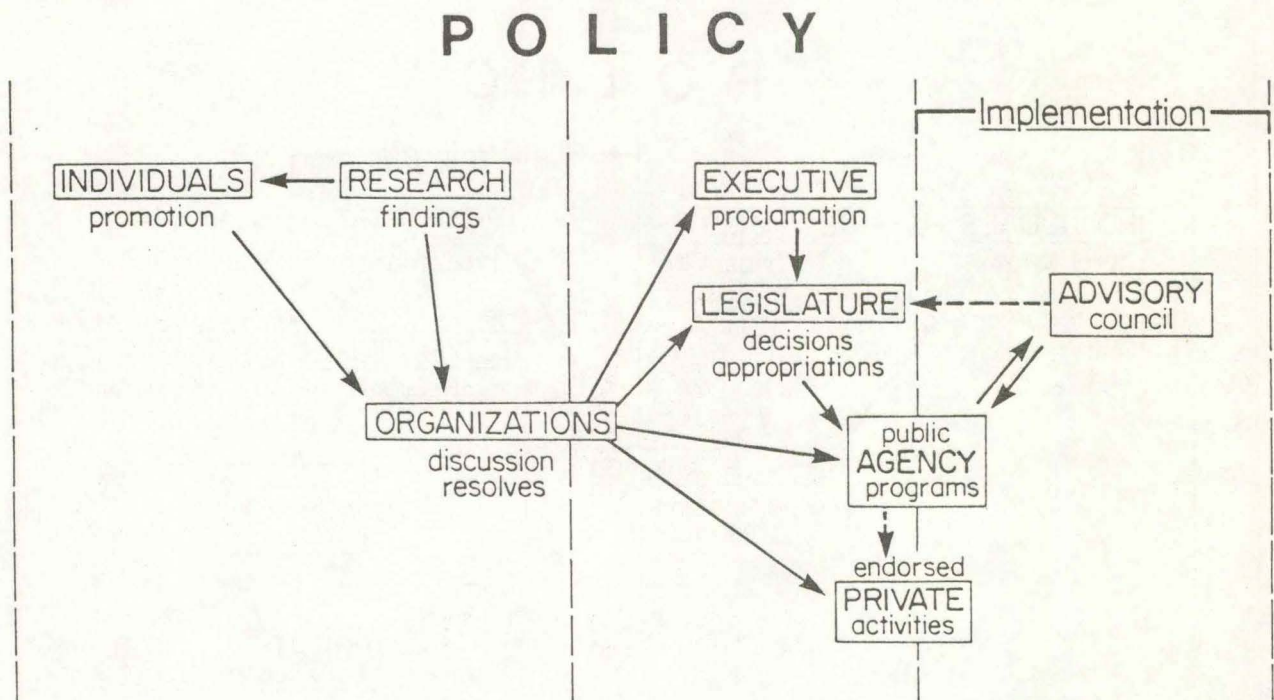 POLICY
Implementation
INDIVIDUALS
promotion
RESEARCH
findings
EXECUTIVE
proclamation
LEGISLATURE
decisions
appropriations
ADVISORY
council
ORGANIZATIONS
discussion
resolves
public
AGENCY
programs
endorsed
PRIVATE
activities